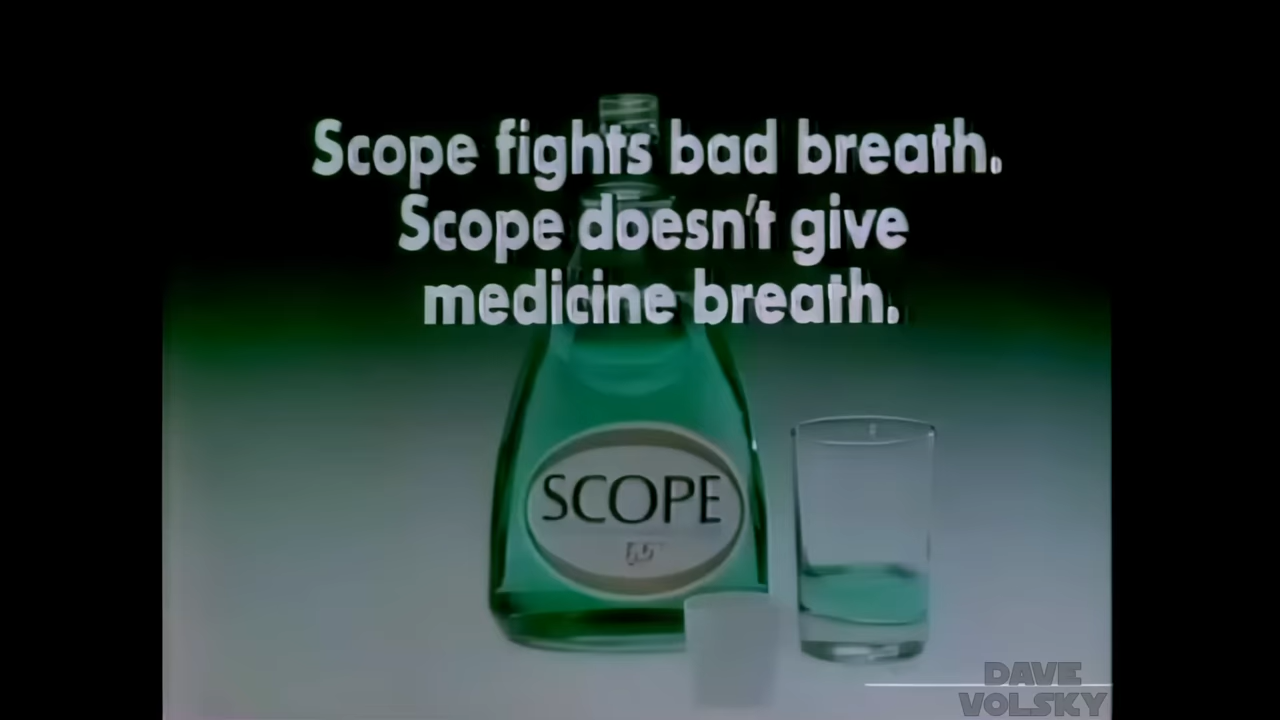 Scope fights bad breath.
Scope doesn't give
medicine breath.
SCOPE
DAVE
VOLSKY